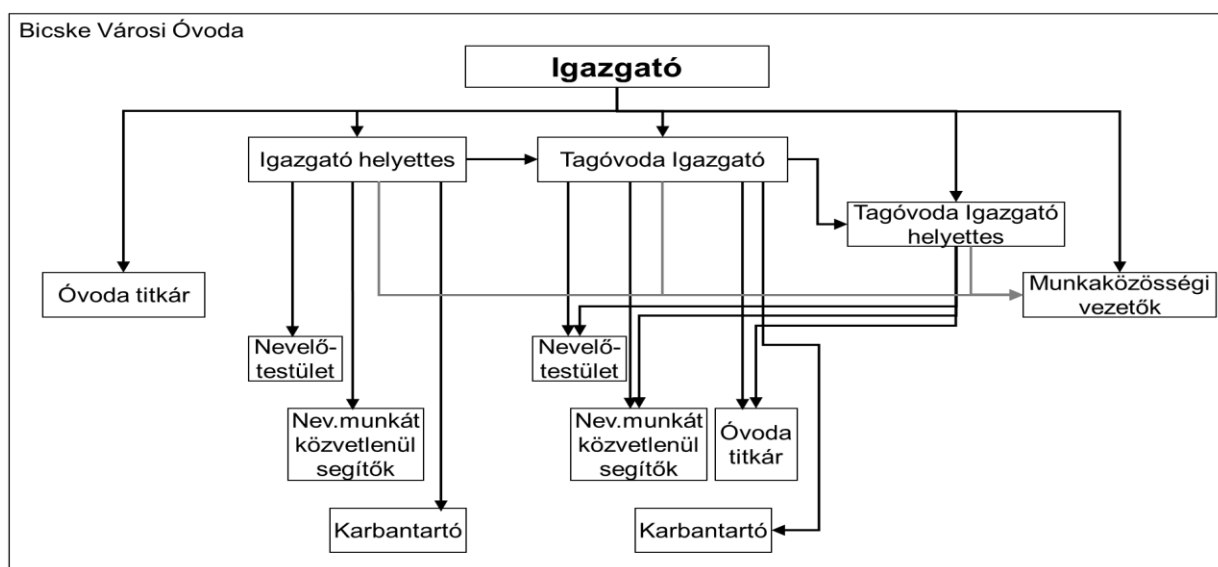 Bicske Városi Óvoda
Igazgató
Igazgató helyettes
Tagóvoda Igazgató
Tagóvoda Igazgató
helyettes
Óvoda titkár
Munkaközösségi
vezetők
Nevelő-
testület
Nevelő-
testület
Nev.munkát
közvetlenül
segítők
Nev.munkát
közvetlenül
segítők
Óvoda
titkár
Karbantartó
Karbantartó